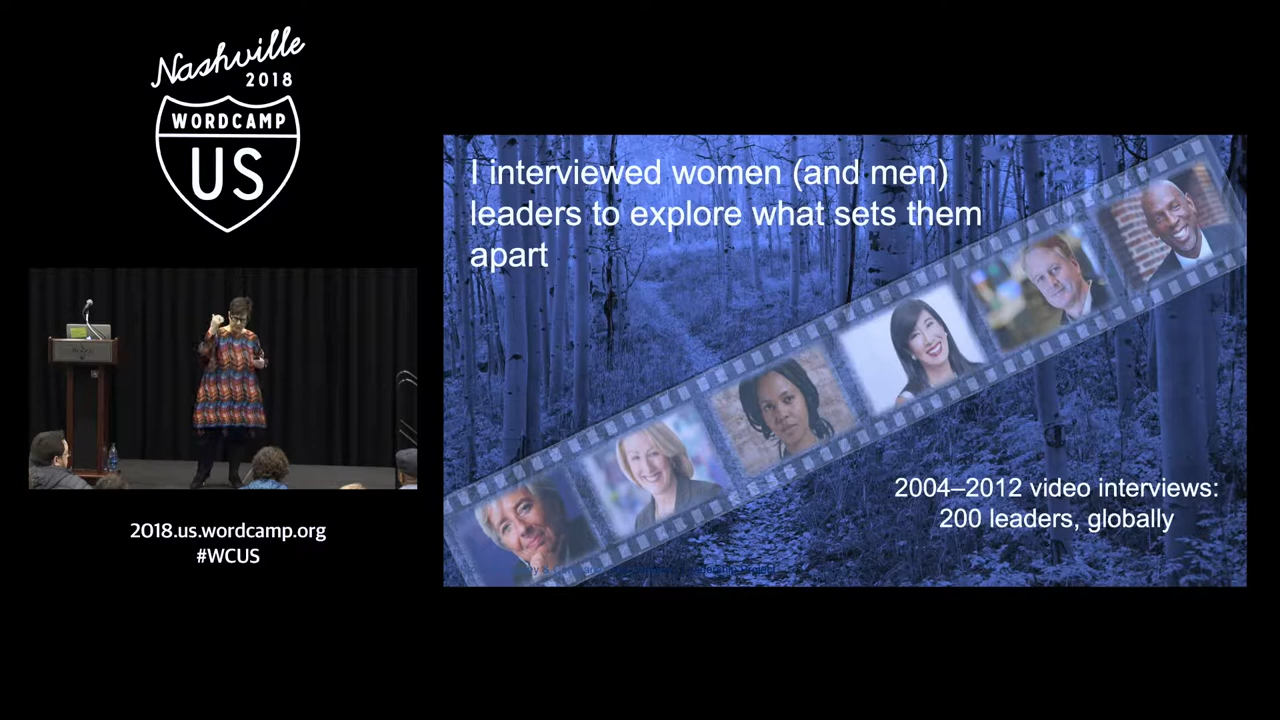 Nashville
2018
WORDCAMP
US
I interviewed women (and men)
leaders to explore what sets them
apart
2004–2012 video interviews:
200 leaders, globally
2018.us.wordcamp.org
#WCUS